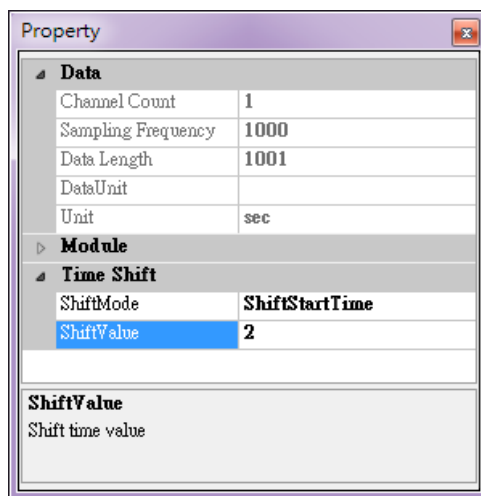 Property
Data
Channel Count 1
Sampling Frequency 1000
Data Length 1001
DataUnit
Unit sec
Module
Time Shift
ShiftMode ShiftStartTime
ShiftValue 2
ShiftValue
Shift time value